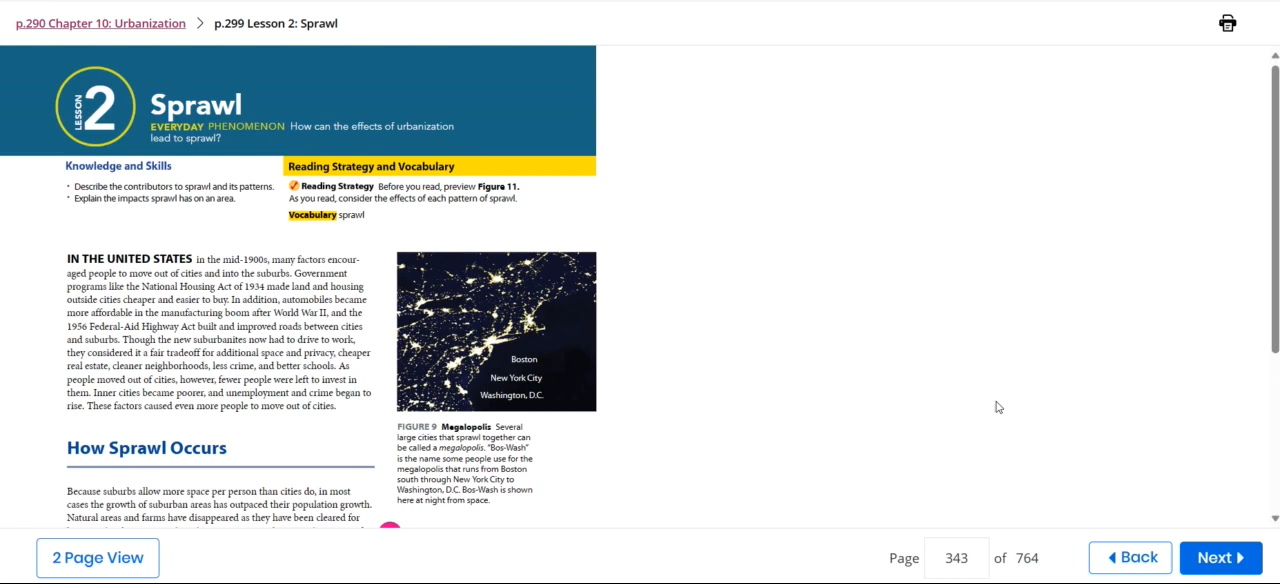 p.290 Chapter 10: Urbanization > p.299 Lesson 2: Sprawl
LESSON 2
Sprawl
EVERYDAY PHENOMENON How can the effects of urbanization
lead to sprawl?
Knowledge and Skills
• Describe the contributors to sprawl and its patterns.
• Explain the impacts sprawl has on an area.
Reading Strategy and Vocabulary
Reading Strategy Before you read, preview Figure 11.
As you read, consider the effects of each pattern of sprawl.
Vocabulary sprawl
IN THE UNITED STATES in the mid-1900s, many factors encour-
aged people to move out of cities and into the suburbs. Government
programs like the National Housing Act of 1934 made land and housing
outside cities cheaper and easier to buy. In addition, automobiles became
more affordable in the manufacturing boom after World War II, and the
1956 Federal-Aid Highway Act built and improved roads between cities
and suburbs. Though the new suburbanites now had to drive to work,
they considered it a fair tradeoff for additional space and privacy, cheaper
real estate, cleaner neighborhoods, less crime, and better schools. As
people moved out of cities, however, fewer people were left to invest in
them. Inner cities became poorer, and unemployment and crime began to
rise. These factors caused even more people to move out of cities.
How Sprawl Occurs
Because suburbs allow more space per person than cities do, in most
cases the growth of suburban areas has outpaced their population growth.
Natural areas and farms have disappeared as they have been cleared for
Boston
New York City
Washington, D.C.
FIGURE 9 Megalopolis Several
large cities that sprawl together can
be called a megalopolis. "Bos-Wash"
is the name some people use for the
megalopolis that runs from Boston
south through New York City to
Washington, D.C. Bos-Wash is shown
here at night from space.
2 Page View
Page 343 of 764
Back
Next